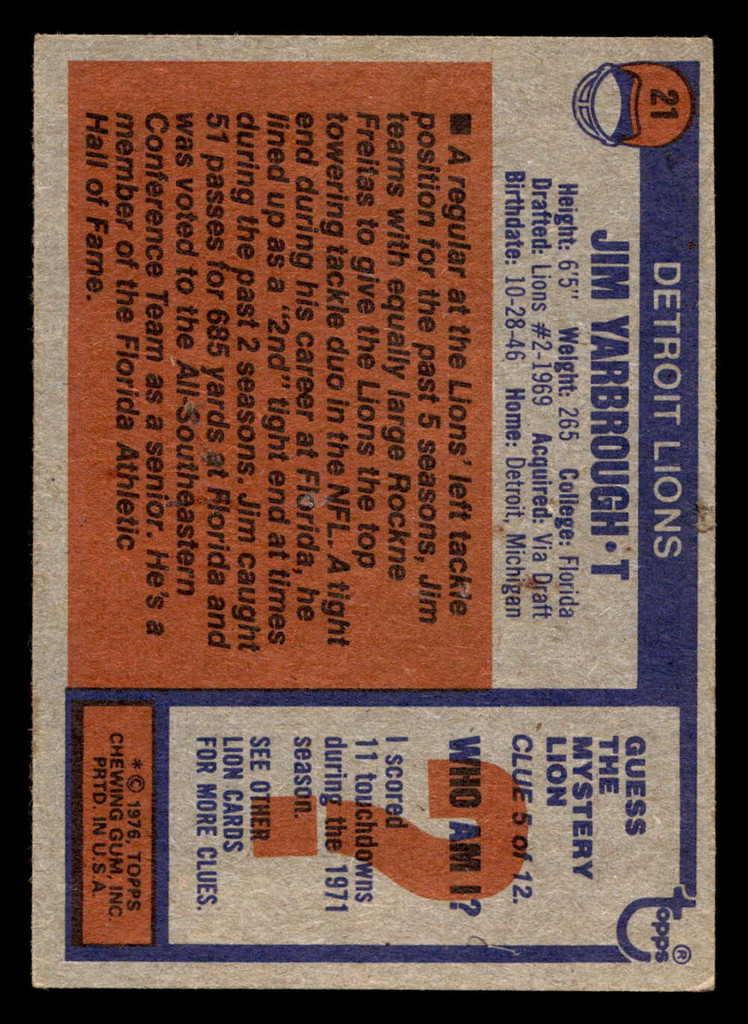 21
DETROIT LIONS
JIM YARBROUGH•T
Height: 6'5" Weight: 265 College: Florida
Drafted: Lions #2-1969 Acquired: Via Draft
Birthdate: 10-28-46 Home: Detroit, Michigan
■ A regular at the Lions' left tackle
position for the past 5 seasons, Jim
teams with equally large Rockne
Freitas to give the Lions the top
towering tackle duo in the NFL. A tight
end during his career at Florida, he
lined up as a "2nd" tight end at times
during the past 2 seasons. Jim caught
51 passes for 685 yards at Florida and
was voted to the All-Southeastern
Conference Team as a senior. He's a
member of the Florida Athletic
Hall of Fame.
topps®
GUESS
THE
MYSTERY
LION
CLUE 5 of 12.
WHO AM I?
?
I scored
11 touchdowns
during the 1971
season.
SEE OTHER
LION CARDS
FOR MORE CLUES.
*© 1976, TOPPS
CHEWING GUM, INC.
PRTD. IN U.S.A.